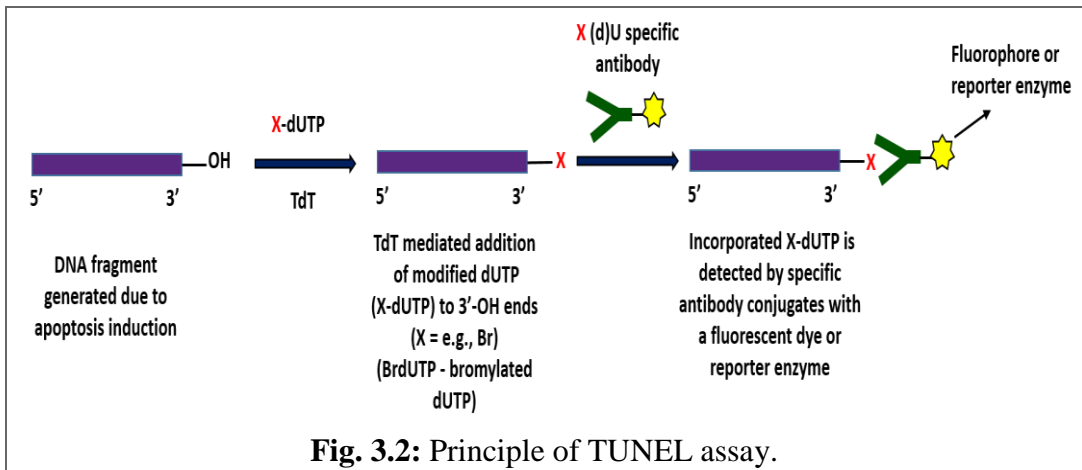 X (d)U specific
antibody
Fluorophore or
reporter enzyme
X-dUTP
OH
X
X
5’
3’
TdT
5’
3’
5’
3’
DNA fragment
generated due to
apoptosis induction
TdT mediated addition
of modified dUTP
(X-dUTP) to 3’-OH ends
(X = e.g., Br)
(BrdUTP - bromylated
dUTP)
Incorporated X-dUTP is
detected by specific
antibody conjugates with
a fluorescent dye or
reporter enzyme
Fig. 3.2: Principle of TUNEL assay.